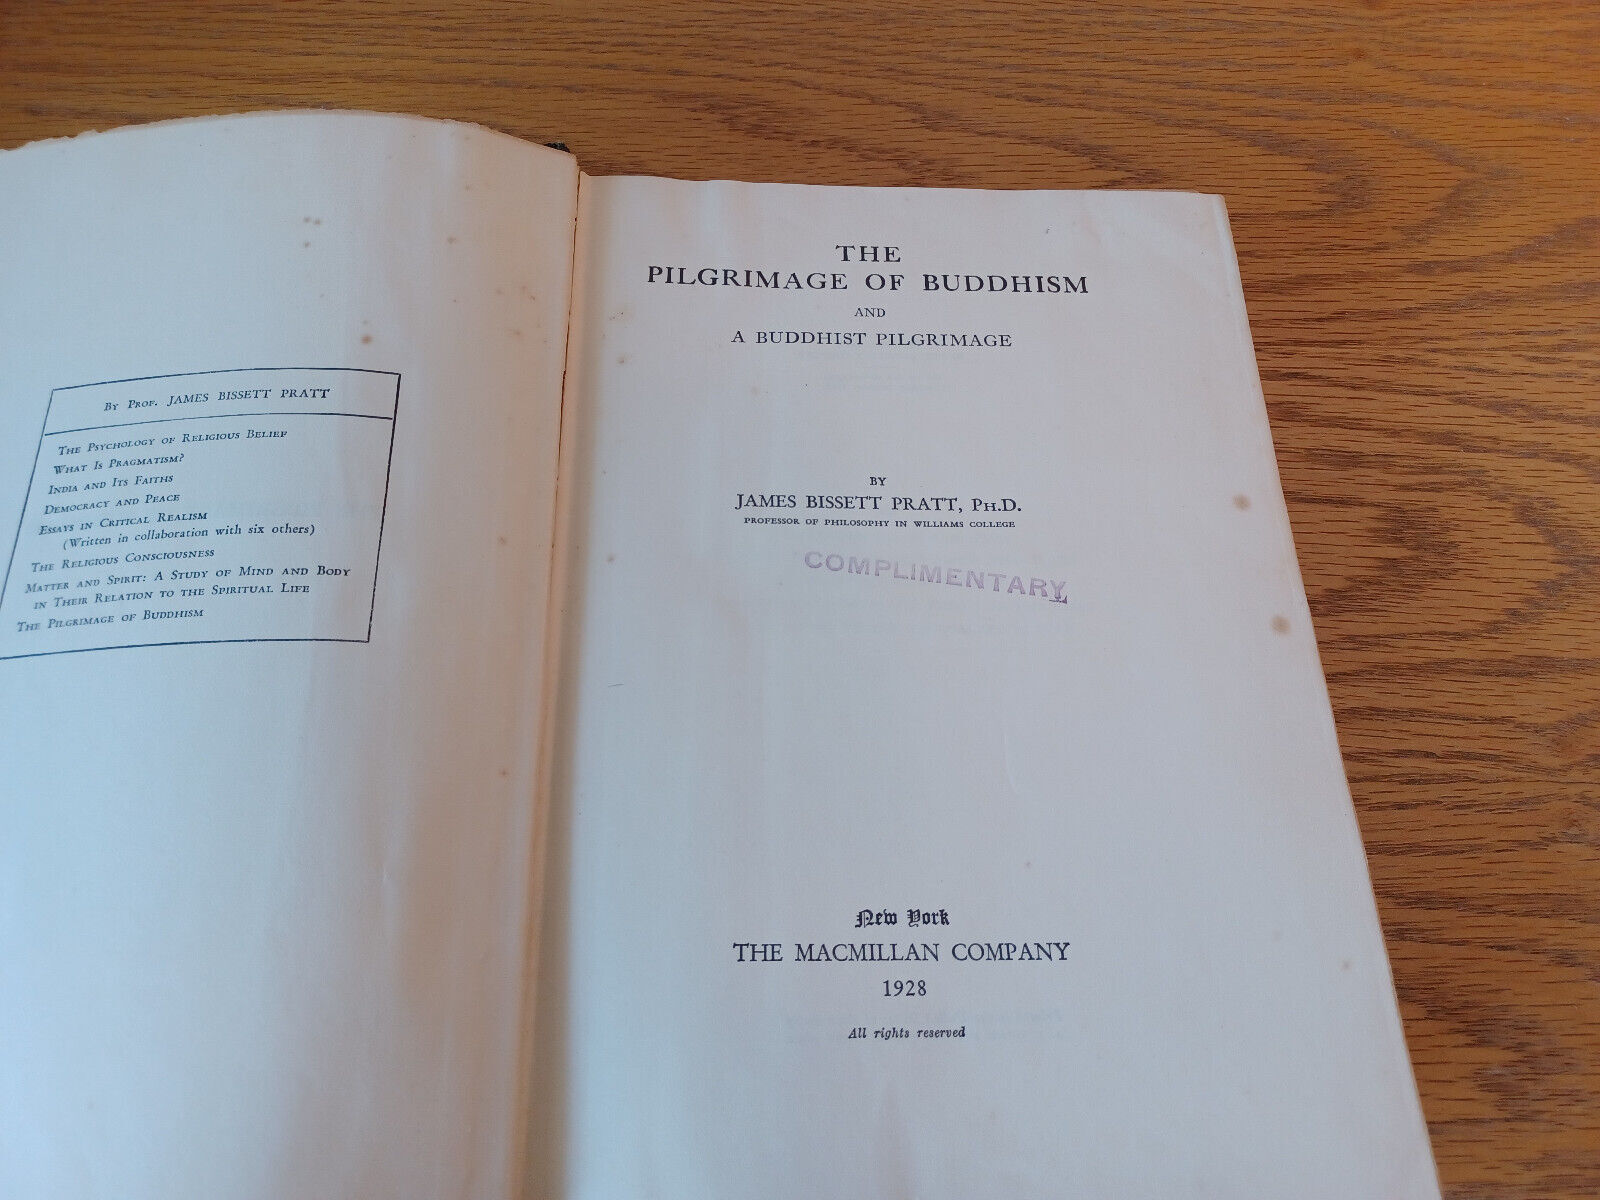 By Prof. JAMES BISSETT PRATT
The Psychology of Religious Belief
What Is Pragmatism?
India and Its Faiths
Democracy and Peace
Essays in Critical Realism
(Written in collaboration with six others)
The Religious Consciousness
Matter and Spirit: A Study of Mind and Body
in Their Relation to the Spiritual Life
The Pilgrimage of Buddhism
THE
PILGRIMAGE OF BUDDHISM
AND
A BUDDHIST PILGRIMAGE
BY
JAMES BISSETT PRATT, Ph.D.
PROFESSOR OF PHILOSOPHY IN WILLIAMS COLLEGE
COMPLIMENTARY
New York
THE MACMILLAN COMPANY
1928
All rights reserved